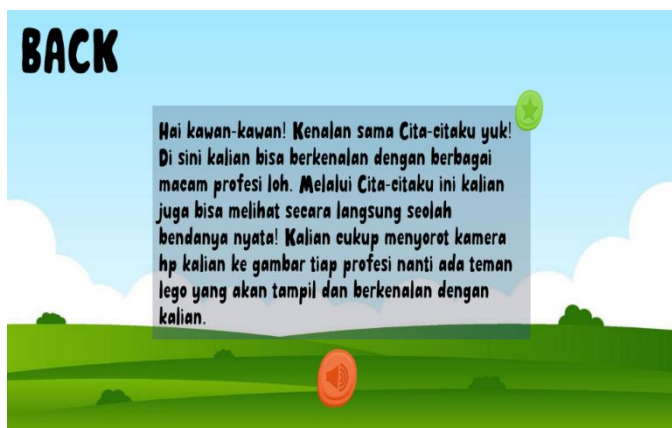 BACK
Hai kawan-kawan! Kenalan sama Cita-citaku yuk!
Di sini kalian bisa berkenalan dengan berbagai
macam profesi loh. Melalui Cita-citaku ini kalian
juga bisa melihat secara langsung seolah
bendanya nyata! Kalian cukup menyorot kamera
hp kalian ke gambar tiap profesi nanti ada teman
lego yang akan tampil dan berkenalan dengan
kalian.